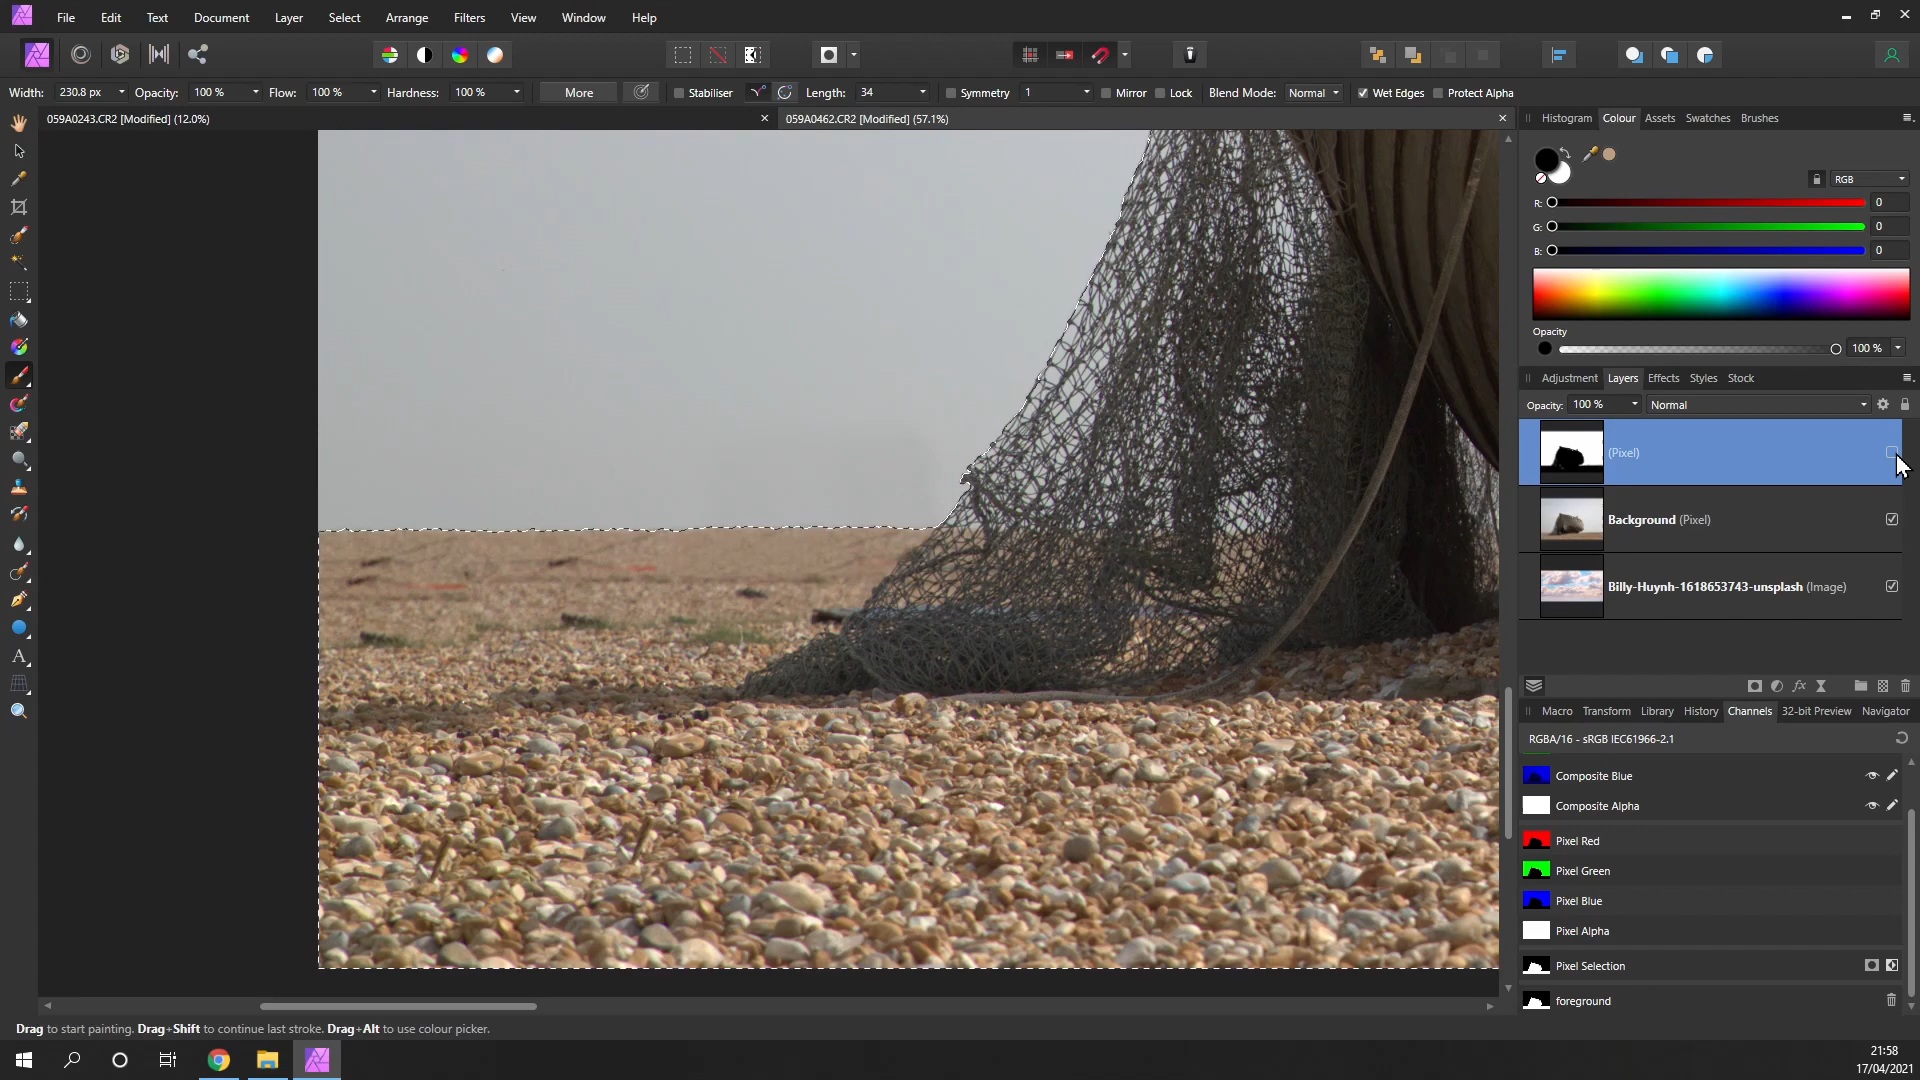 File Edit Text Document Layer Select Arrange Filters View Window Help
Width: 230.8 px Opacity: 100 % Flow: 100 % Hardness: 100 % More Stabiliser Length: 34 Symmetry 1 Mirror Lock Blend Mode: Normal Wet Edges Protect Alpha
059A0243.CR2 [Modified] (12.0%) 059A0462.CR2 [Modified] (57.1%)
Histogram Colour Assets Swatches Brushes
RGB
R: 0
G: 0
B: 0
Opacity
100 %
Adjustment Layers Effects Styles Stock
Opacity: 100 % Normal
(Pixel)
Background (Pixel)
Billy-Huynh-1618653743-unsplash (Image)
Macro Transform Library History Channels 32-bit Preview Navigator
RGBA/16 - sRGB IEC61966-2.1
Composite Blue
Composite Alpha
Pixel Red
Pixel Green
Pixel Blue
Pixel Alpha
Pixel Selection
foreground
Drag to start painting. Drag+Shift to continue last stroke. Drag+Alt to use colour picker.
21:58
17/04/2021